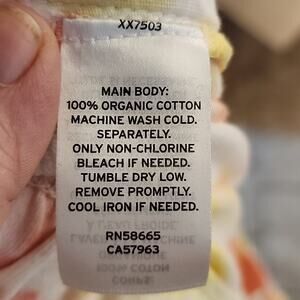 XX7503
MAIN BODY:
100% ORGANIC COTTON
MACHINE WASH COLD.
SEPARATELY.
ONLY NON-CHLORINE
BLEACH IF NEEDED.
TUMBLE DRY LOW.
REMOVE PROMPTLY.
COOL IRON IF NEEDED.
RN58665
CA57963